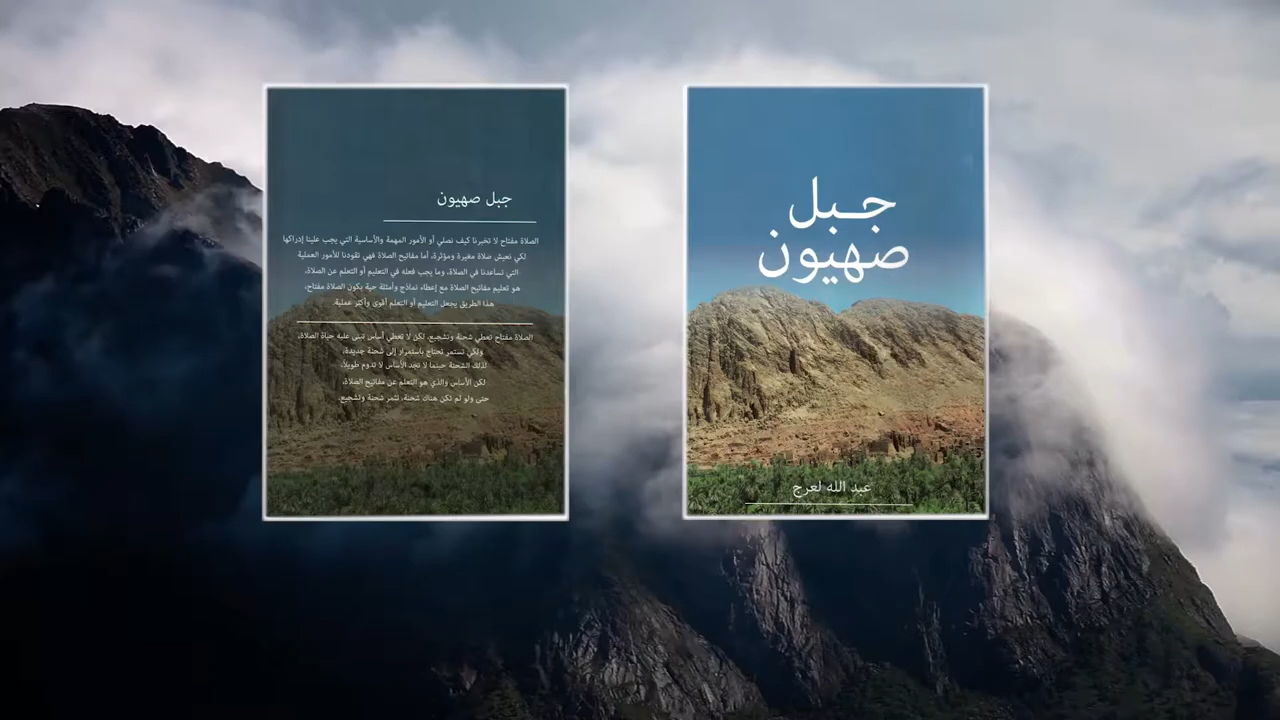 جبل
صهيون
عبد الله لعرج
جبل صهيون
الصلاة مفتاح لا تخبرنا كيف نصلي أو الأمور المهمة والأساسية التي يجب علينا إدراكها
لكي نعيش صلاة مغيرة ومؤثرة، أما مفاتيح الصلاة فهي تقودنا للأمور العملية
التي تساعدنا في الصلاة، وما يجب فعله في التعليم أو التعلم عن الصلاة،
هو تعليم مفاتيح الصلاة مع إعطاء نماذج وأمثلة حية يكون الصلاة مفتاح،
هذا الطريق يجعل التعليم أو التعلم أقوى وأكثر عملية.
الصلاة مفتاح تعطي شحنة وتشجيع، لكن لا تعطي أساس تبنى عليه حياة الصلاة،
ولكي تستمر تحتاج باستمرار إلى شحنة جديدة،
لذلك الشحنة حينما لا تجد الأساس لا تدوم طويلاً،
لكن الأساس والذي هو التعلم عن مفاتيح الصلاة،
حتى ولو لم تكن هناك شحنة، تثمر شحنة وتشجيع.